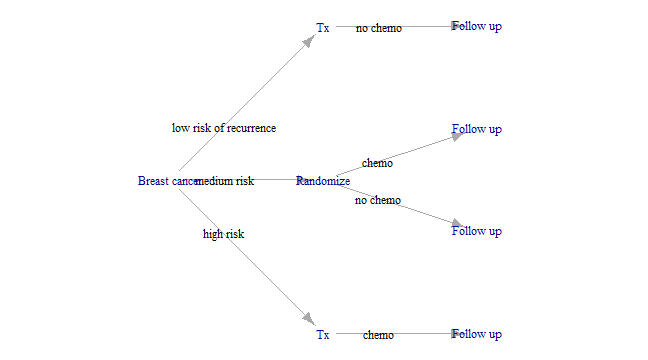 Tx
no chemo
Follow up
low risk of recurrence
Follow up
chemo
Breast cancer
medium risk
Randomize
no chemo
Follow up
high risk
Tx
chemo
Follow up